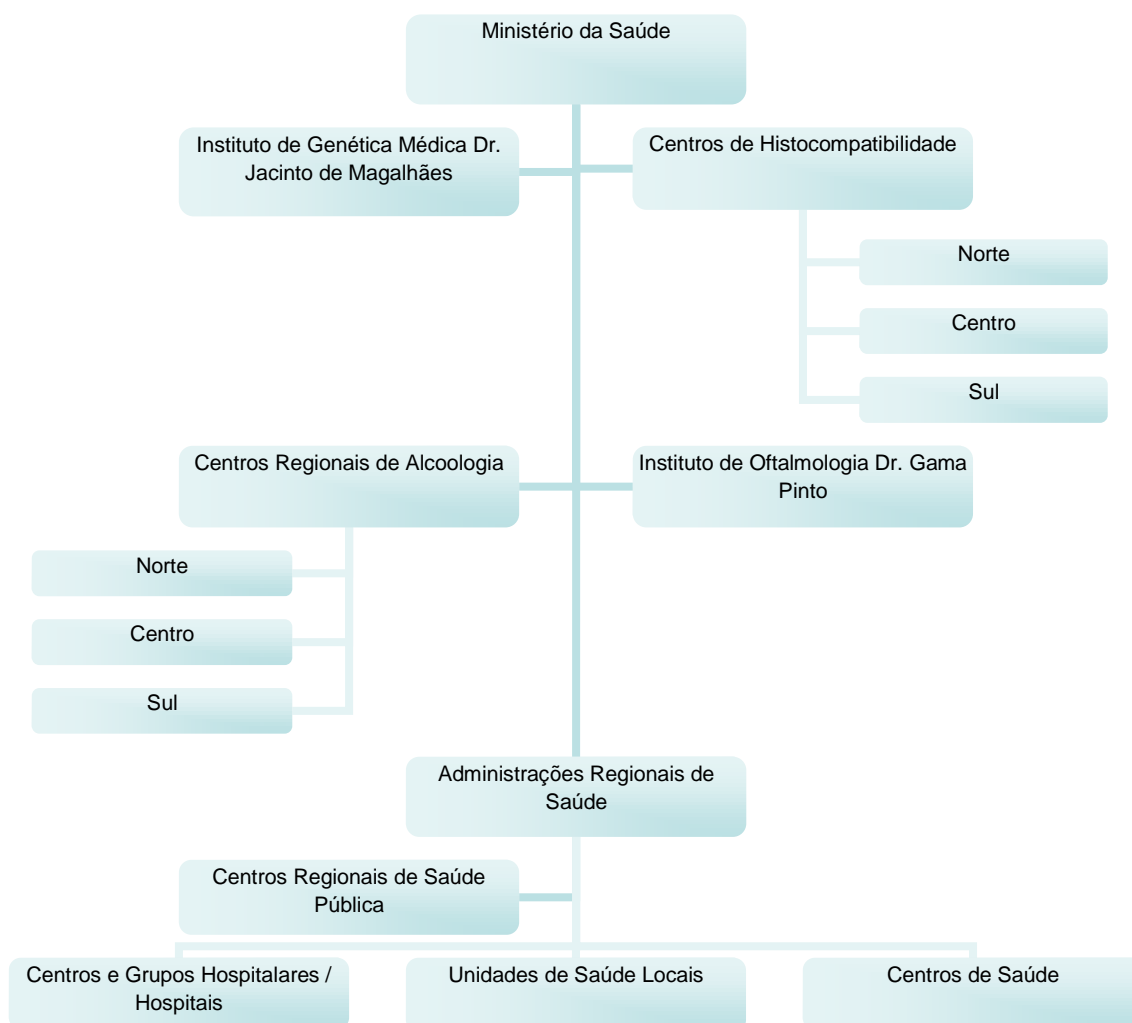 Ministério da Saúde
Instituto de Genética Médica Dr.
Jacinto de Magalhães
Centros de Histocompatibilidade
Norte
Centro
Sul
Centros Regionais de Alcoologia
Instituto de Oftalmologia Dr. Gama
Pinto
Norte
Centro
Sul
Administrações Regionais de
Saúde
Centros Regionais de Saúde
Pública
Centros e Grupos Hospitalares /
Hospitais
Unidades de Saúde Locais
Centros de Saúde